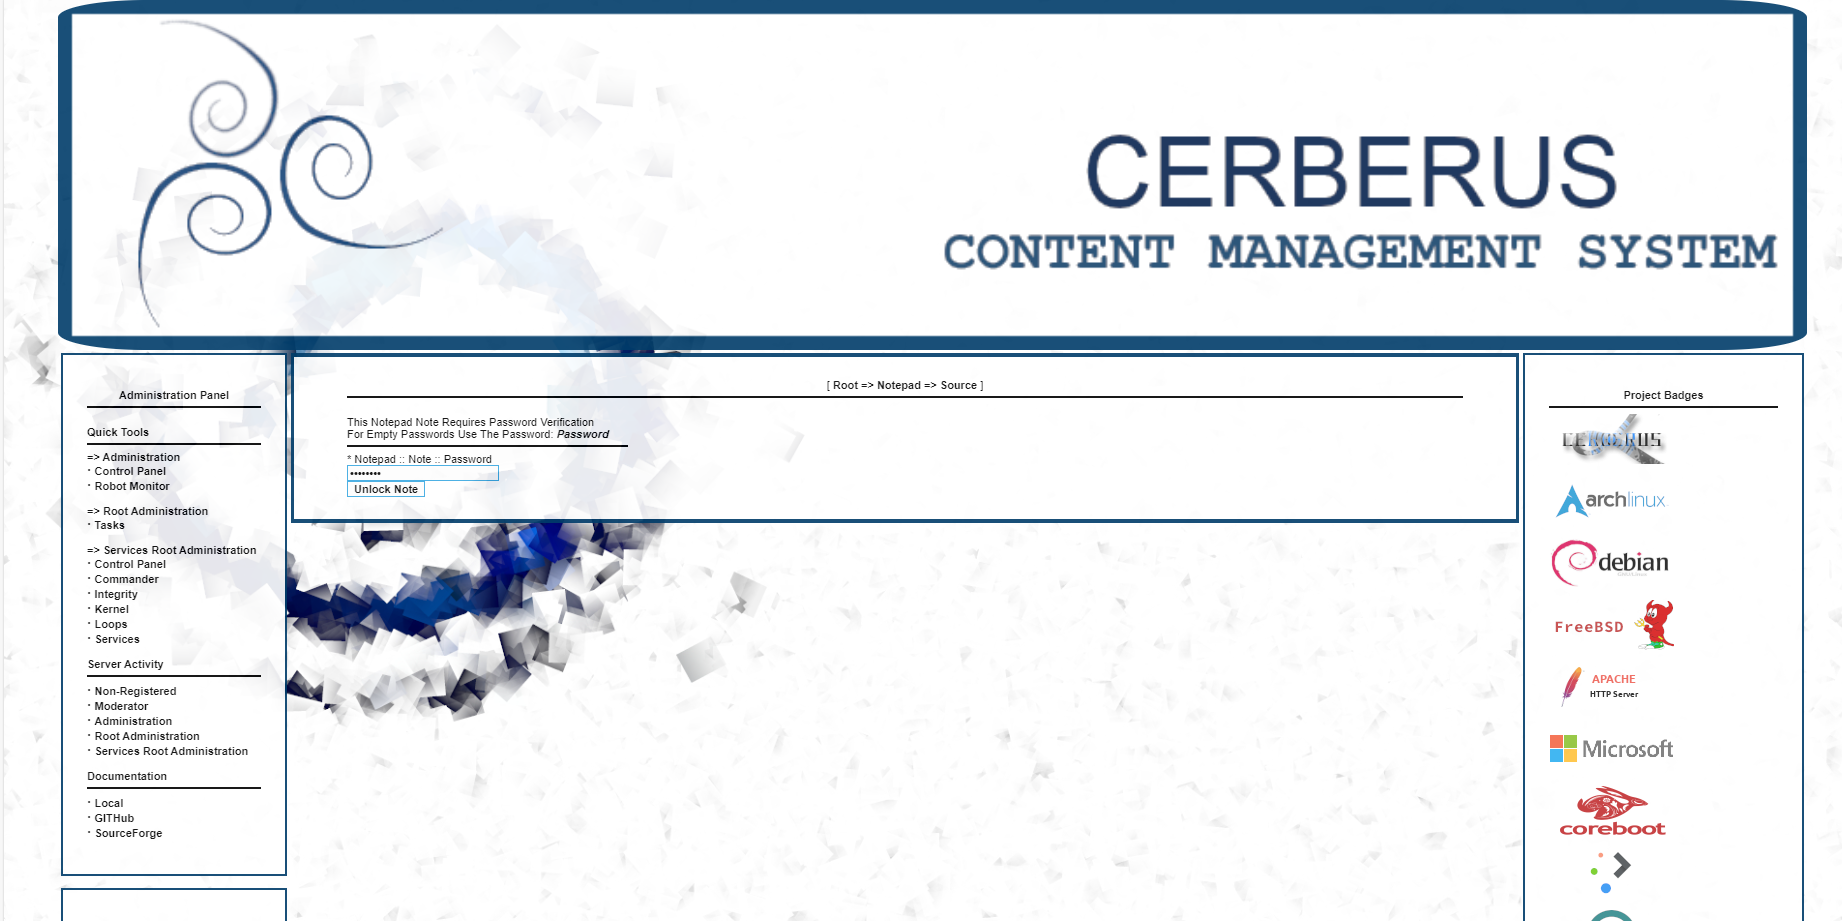 CERBERUS
CONTENT MANAGEMENT SYSTEM
Administration Panel
Quick Tools
=> Administration
· Control Panel
· Robot Monitor
=> Root Administration
· Tasks
=> Services Root Administration
· Control Panel
· Commander
· Integrity
· Kernel
· Loops
· Services
Server Activity
· Non-Registered
· Moderator
· Administration
· Root Administration
· Services Root Administration
Documentation
· Local
· GITHub
· SourceForge
[ Root => Notepad => Source ]
This Notepad Note Requires Password Verification
For Empty Passwords Use The Password: Password
* Notepad :: Note :: Password
••••••••
Unlock Note
Project Badges
CERBERUS
archlinux
debian
FreeBSD
APACHE
HTTP Server
Microsoft
coreboot